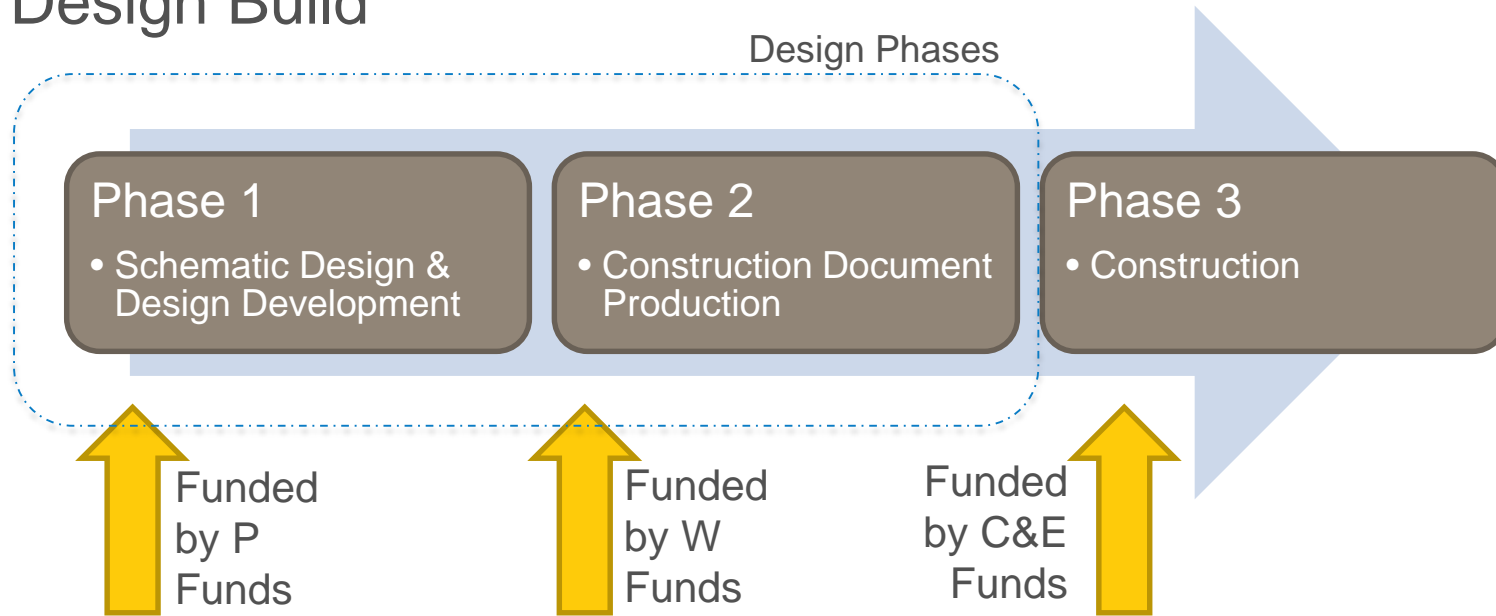 Design Build
Design Phases
Phase 1
• Schematic Design &
Design Development
Phase 2
• Construction Document
Production
Phase 3
• Construction
Funded
by P
Funds
Funded
by W
Funds
Funded
by C&E
Funds